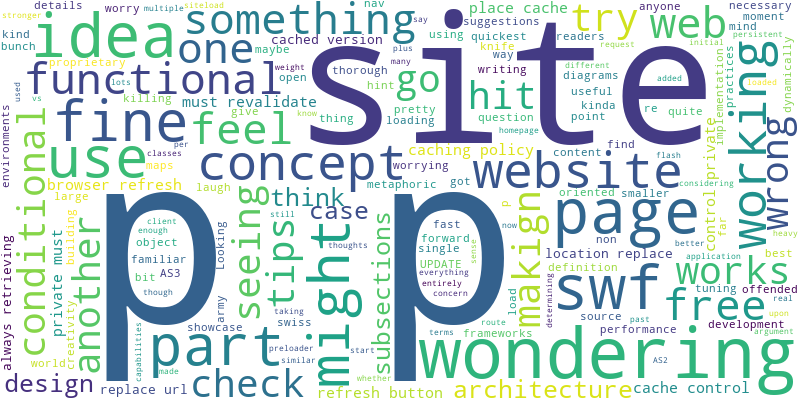 details worry multiple siteload nav
stronger
kind
bunch
proprietary
idea
functional
one
something
maybe
cached version
place cache
suggestions
quickest
anyone
necessary
moment
mind
say
using
knife
readers
try
web
persistent
initial
many
plus
way
writing
diagrams
useful
kinda
point
re
quite
request
different
added
know
thing
pretty
loading
question
thorough
hint
weight
open
go
hit
site
lots
killing
must revalidate
give
used
vs
environments
fine
feel
per
classes
laugh
worrying
caching policy
content
find
flash
homepage
loaded
working
practices
implementation
dynamically
wrong
use
concept
website
metaphoric
got
considering
oriented
smaller
p
browser refresh
maps
large
think
case
tips
seeing
army
Looking
another
conditional
private must
building
creativity
world
always retrieving
client
enough
object
familiar
bit
AS3
though
capabilities
showcase
replace url
made
design
part
check
preloader
similar
swiss
taking
still
thoughts
might
start
whether
subsections
refresh button
terms
frameworks
route
p
fast
forward
single
UPDATE
everything
entirely
concern
sense
now
p
makign
page
control private
far
non
location replace
definition
better
best
application
heavy
real
upon
swf
works
free
tuning
offended
source
past
performance
development
determining
AS2
argument
wondering
architecture
cache control